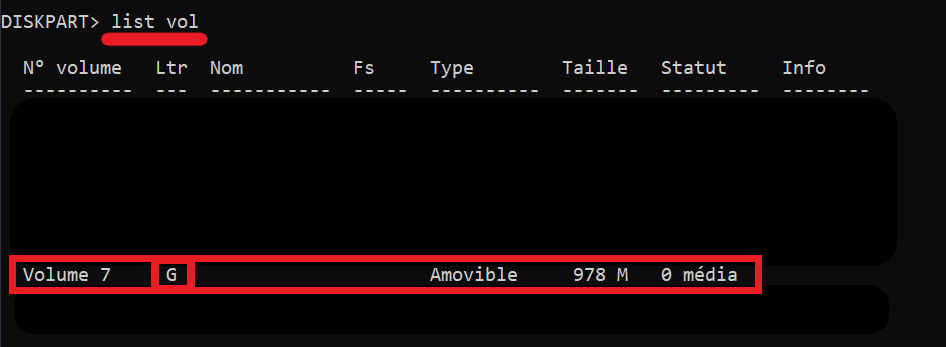 DISKPART> list vol
N° volume Ltr Nom Fs Type Taille Statut Info
---------- --- ----------- ----- ---------- ------- --------- --------
Volume 7 G Amovible 978 M 0 média